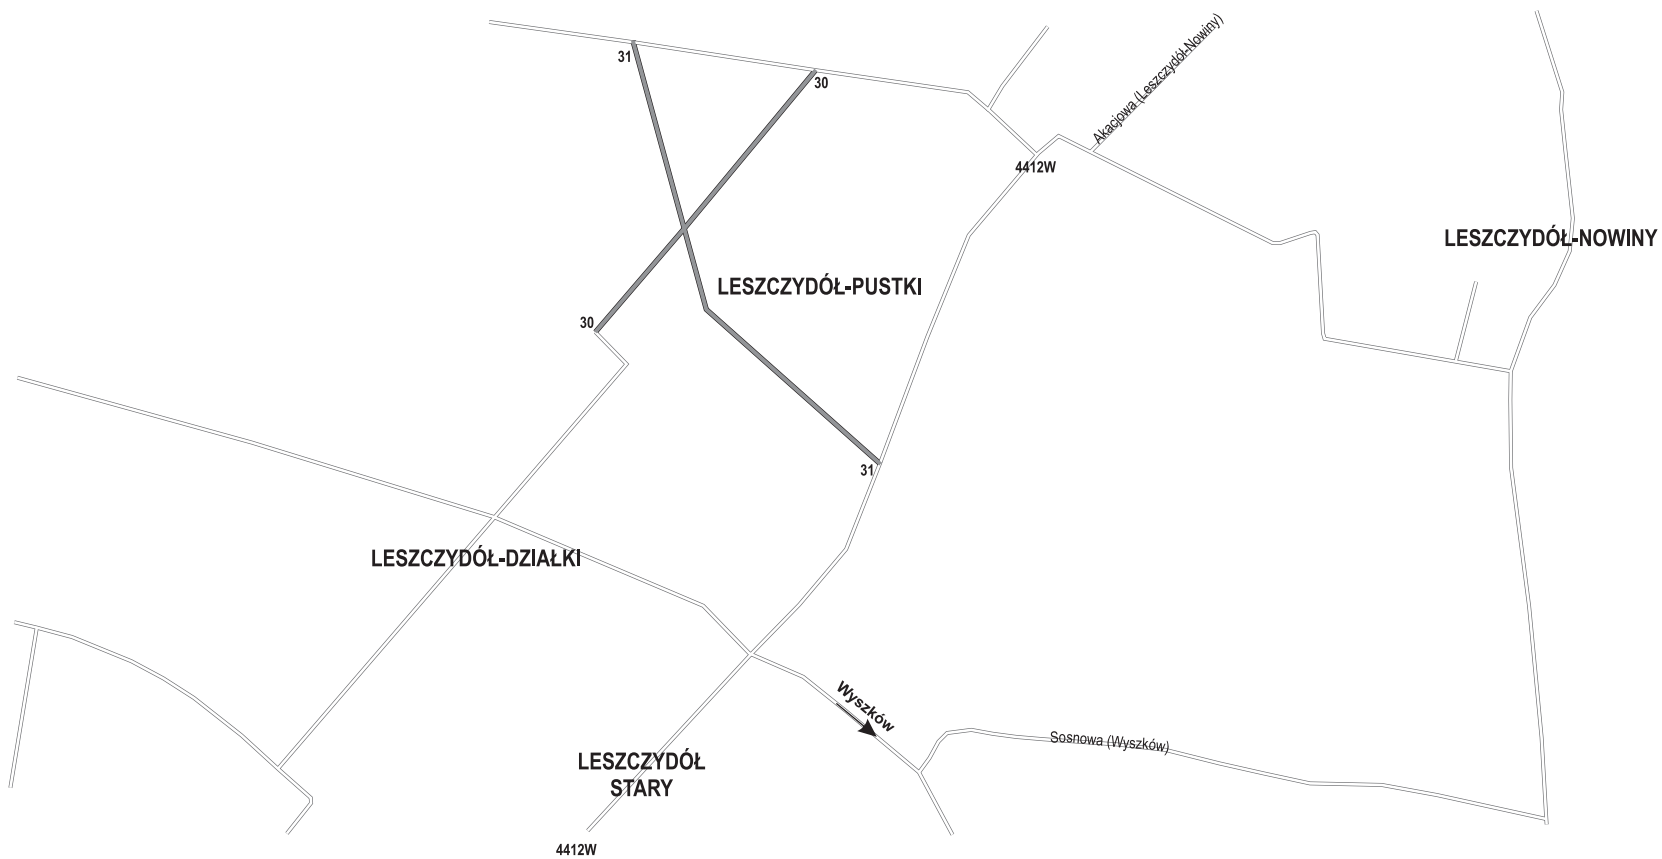 31
30
Akacjowa (Leszczydół-Nowiny)
4412W
LESZCZYDÓŁ-NOWINY
LESZCZYDÓŁ-PUSTKI
30
31
LESZCZYDÓŁ-DZIAŁKI
Wyszków
Sosnowa (Wyszków)
LESZCZYDÓŁ
STARY
4412W